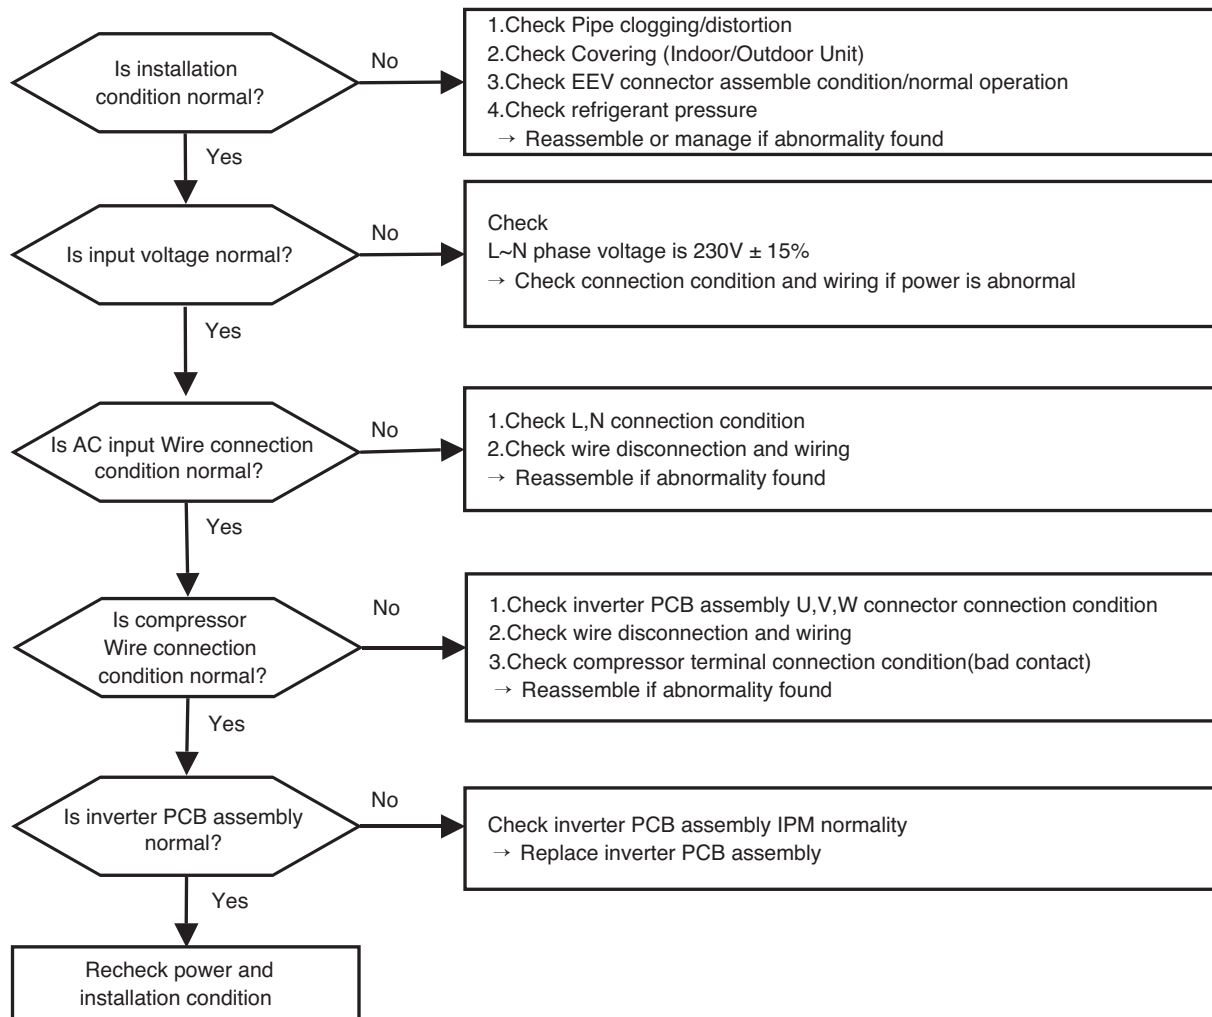 Is installation
condition normal?
No
1.Check Pipe clogging/distortion
2.Check Covering (Indoor/Outdoor Unit)
3.Check EEV connector assemble condition/normal operation
4.Check refrigerant pressure
→ Reassemble or manage if abnormality found
Yes
Is input voltage normal?
No
Check
L~N phase voltage is 230V ± 15%
→ Check connection condition and wiring if power is abnormal
Yes
Is AC input Wire connection
condition normal?
No
1.Check L,N connection condition
2.Check wire disconnection and wiring
→ Reassemble if abnormality found
Yes
Is compressor
Wire connection
condition normal?
No
1.Check inverter PCB assembly U,V,W connector connection condition
2.Check wire disconnection and wiring
3.Check compressor terminal connection condition(bad contact)
→ Reassemble if abnormality found
Yes
Is inverter PCB assembly
normal?
No
Check inverter PCB assembly IPM normality
→ Replace inverter PCB assembly
Yes
Recheck power and
installation condition